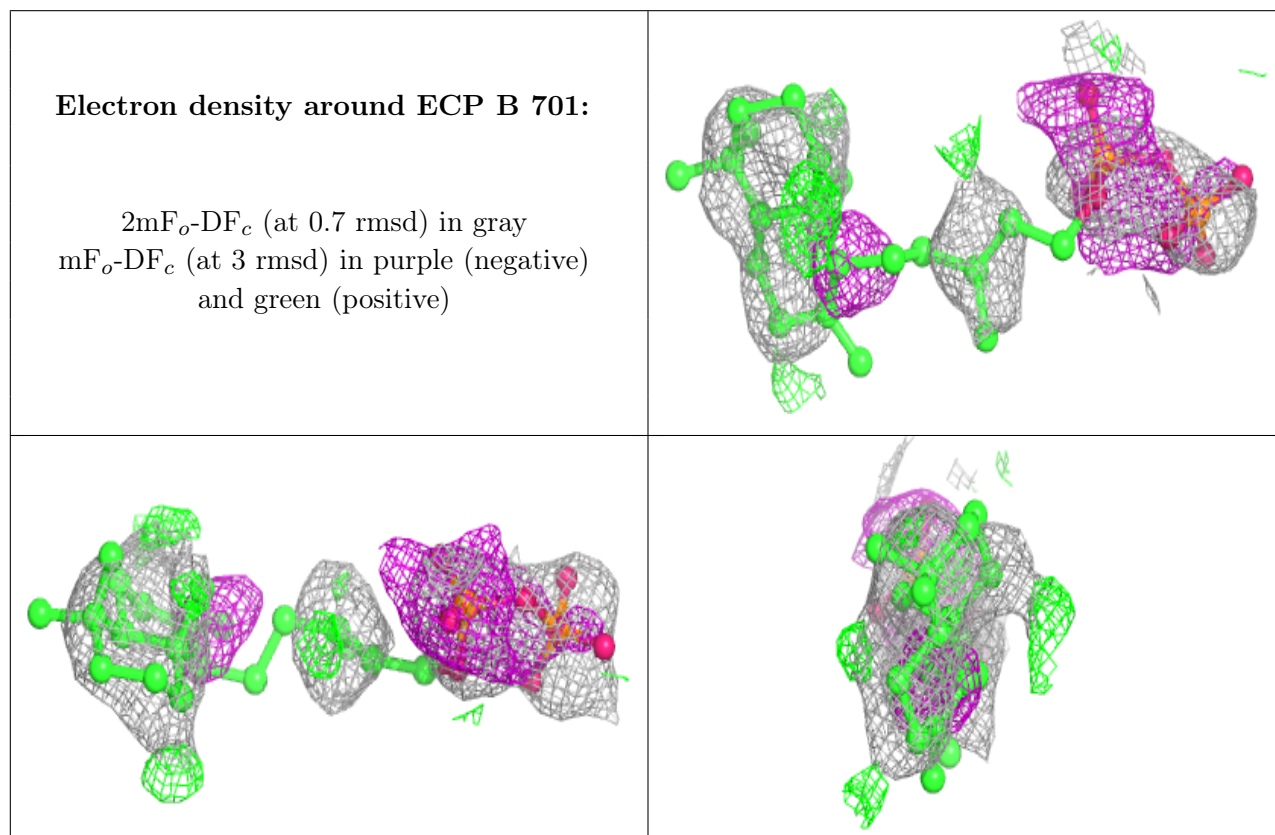 Electron density around ECP B 701:
2mFo-DFc (at 0.7 rmsd) in gray
mFo-DFc (at 3 rmsd) in purple (negative)
and green (positive)